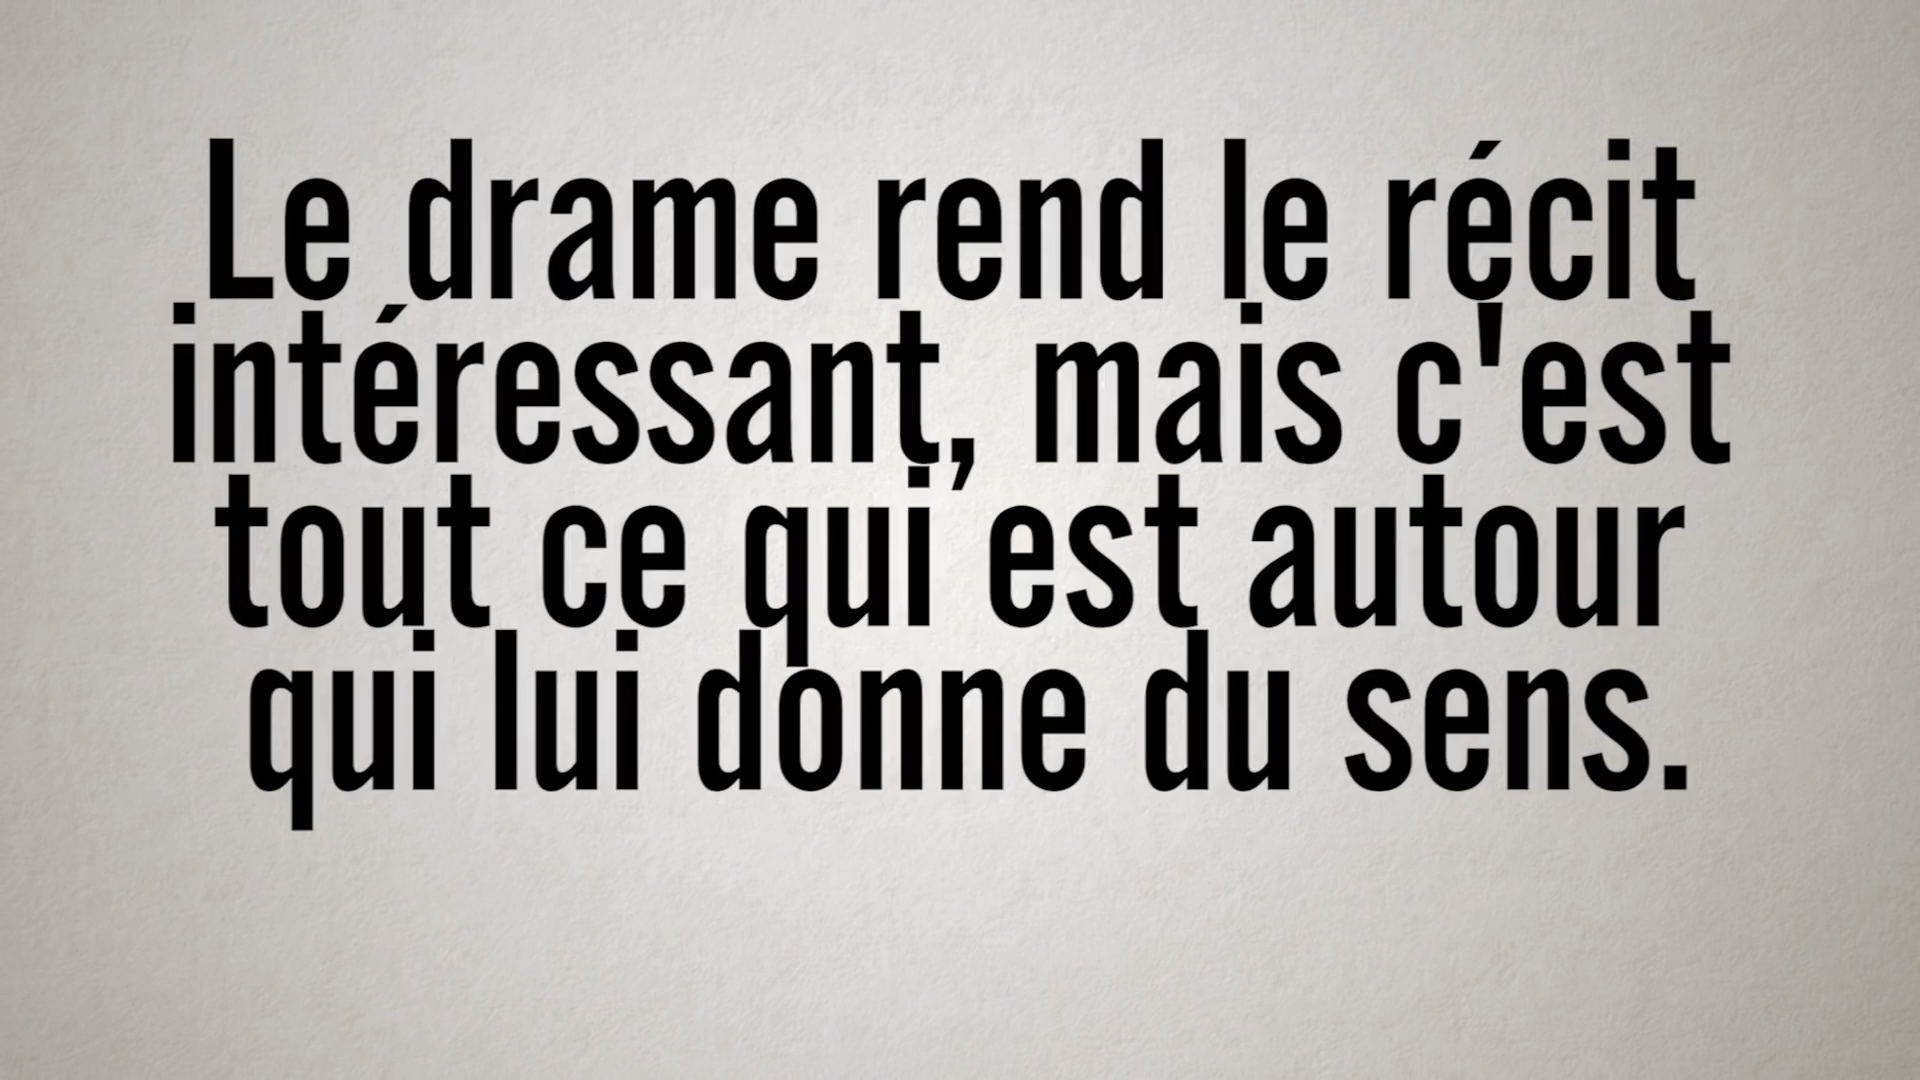 Le drame rend le récit
intéressant, mais c'est
tout ce qui est autour
qui lui donne du sens.